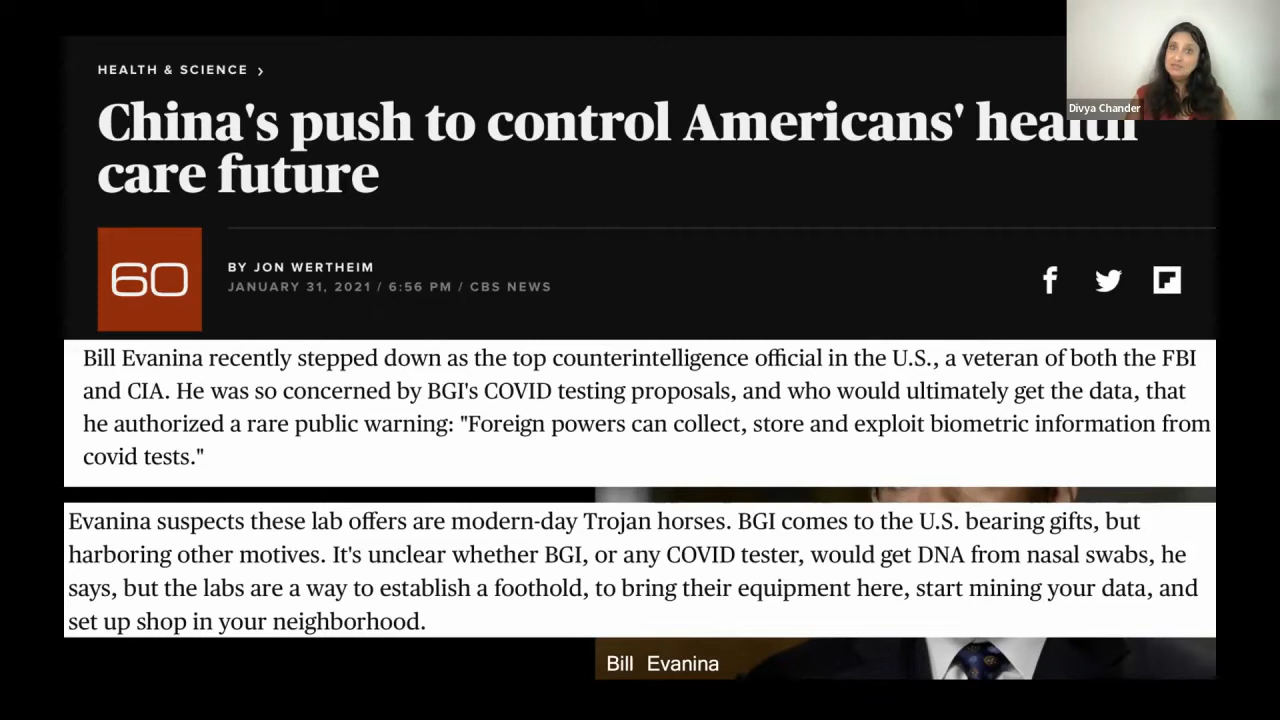 HEALTH & SCIENCE ›
Divya Chander
China's push to control Americans' health
care future
60
BY JON WERTHEIM
JANUARY 31, 2021 / 6:56 PM / CBS NEWS
Bill Evanina recently stepped down as the top counterintelligence official in the U.S., a veteran of both the FBI
and CIA. He was so concerned by BGI's COVID testing proposals, and who would ultimately get the data, that
he authorized a rare public warning: "Foreign powers can collect, store and exploit biometric information from
covid tests."
Evanina suspects these lab offers are modern-day Trojan horses. BGI comes to the U.S. bearing gifts, but
harboring other motives. It's unclear whether BGI, or any COVID tester, would get DNA from nasal swabs, he
says, but the labs are a way to establish a foothold, to bring their equipment here, start mining your data, and
set up shop in your neighborhood.
Bill Evanina